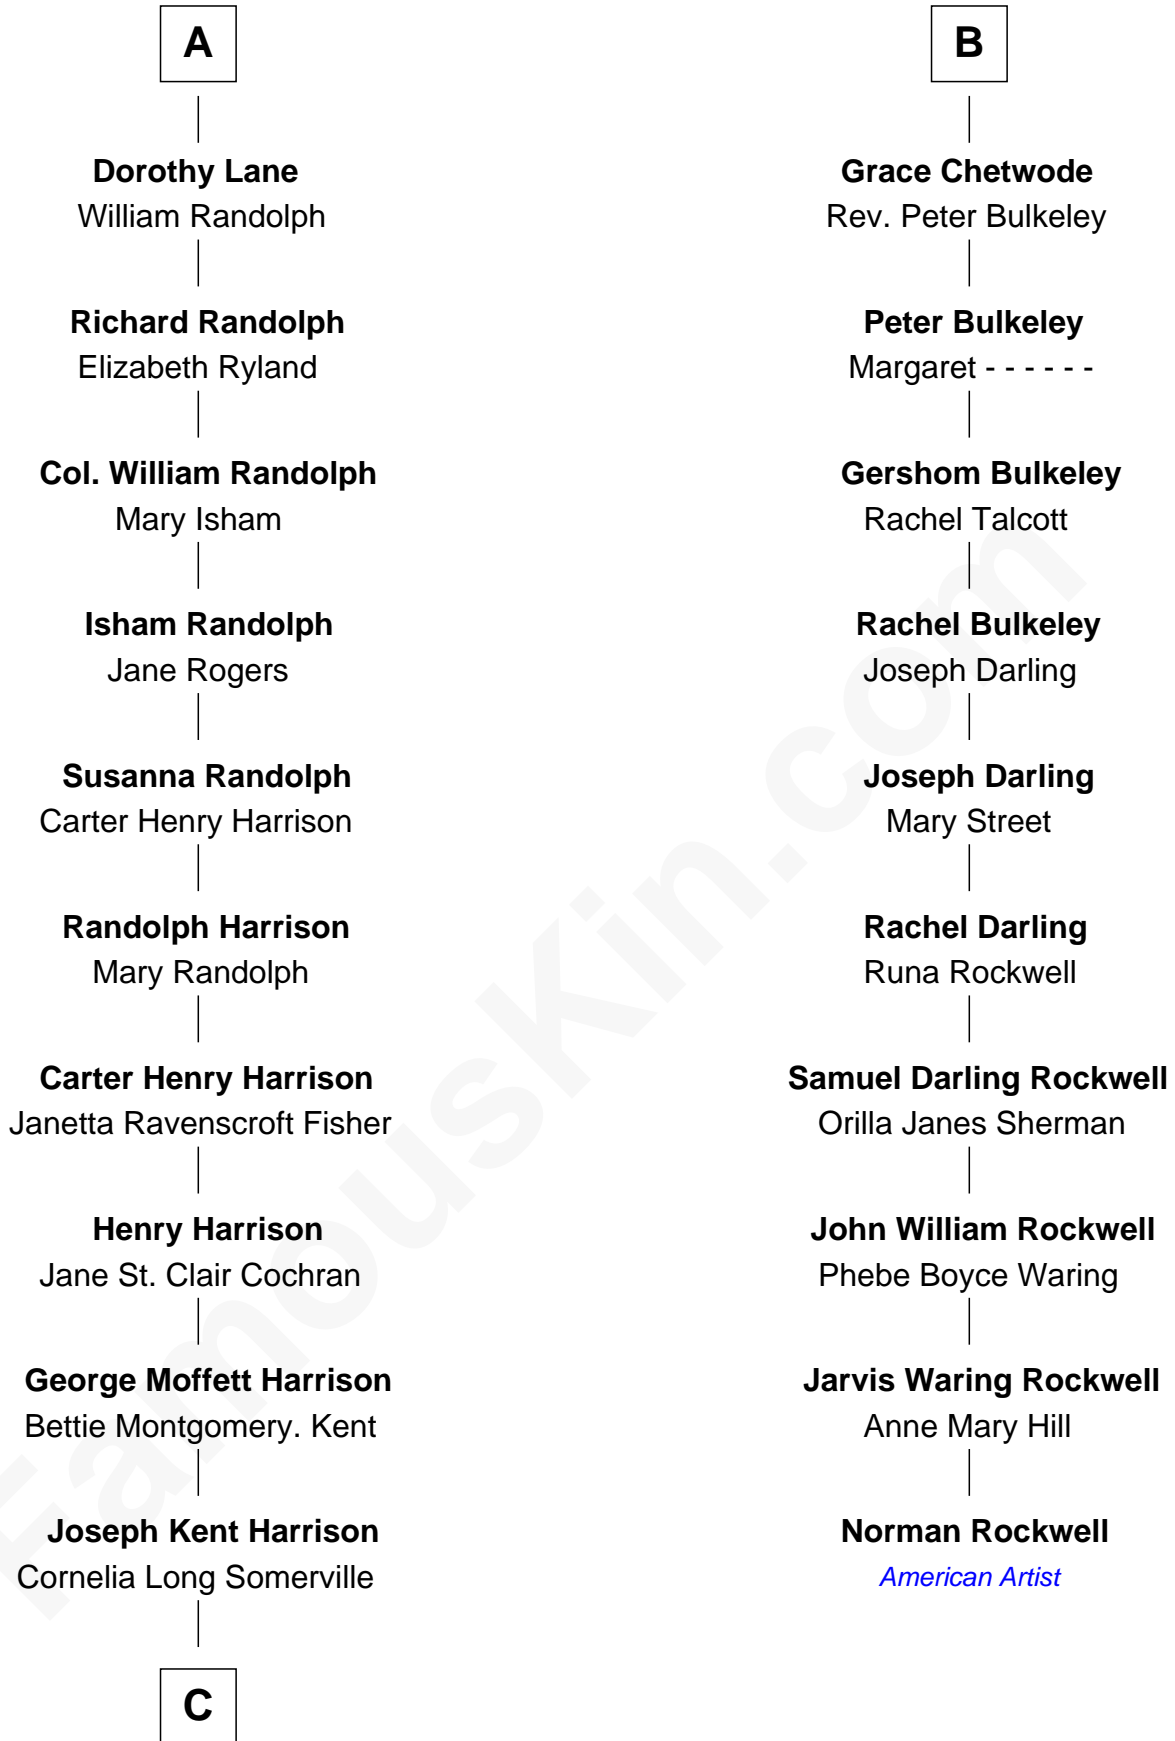 A
Dorothy Lane
William Randolph
Richard Randolph
Elizabeth Ryland
Col. William Randolph
Mary Isham
Isham Randolph
Jane Rogers
Susanna Randolph
Carter Henry Harrison
Randolph Harrison
Mary Randolph
Carter Henry Harrison
Janetta Ravenscroft Fisher
Henry Harrison
Jane St. Clair Cochran
George Moffett Harrison
Bettie Montgomery. Kent
Joseph Kent Harrison
Cornelia Long Somerville
C
B
Grace Chetwode
Rev. Peter Bulkeley
Peter Bulkeley
Margaret - - - - - -
Gershom Bulkeley
Rachel Talcott
Rachel Bulkeley
Joseph Darling
Joseph Darling
Mary Street
Rachel Darling
Runa Rockwell
Samuel Darling Rockwell
Orilla Janes Sherman
John William Rockwell
Phebe Boyce Waring
Jarvis Waring Rockwell
Anne Mary Hill
Norman Rockwell
American Artist
FamousKin.com